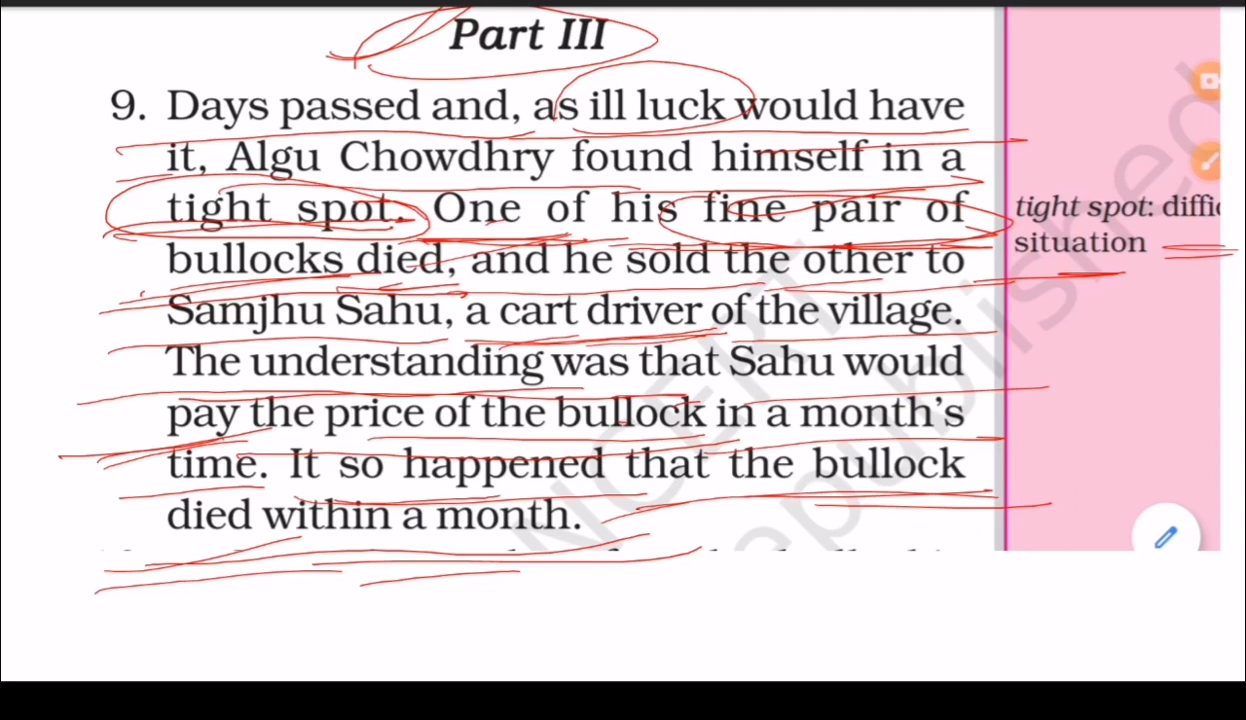 Part III
9. Days passed and, as ill luck would have
it, Algu Chowdhry found himself in a
tight spot. One of his fine pair of
bullocks died, and he sold the other to
Samjhu Sahu, a cart driver of the village.
The understanding was that Sahu would
pay the price of the bullock in a month's
time. It so happened that the bullock
died within a month.
tight spot:
situation
NCERT
republished